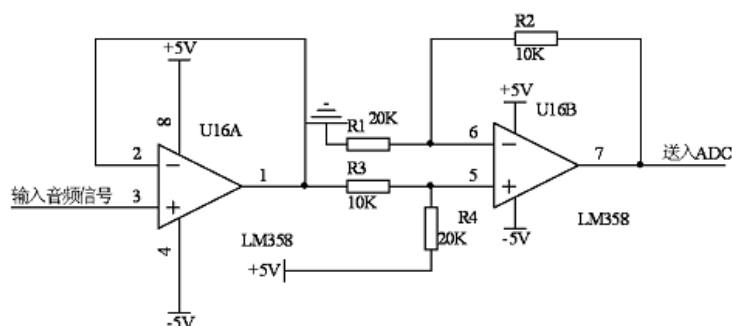 +5V
8
U16A
2
输入音频信号
3
1
4
-5V
LM358
+5V
20K
R1
R3
10K
R4
20K
R2
10K
+5V
U16B
6
5
7
送入ADC
-5V
LM358